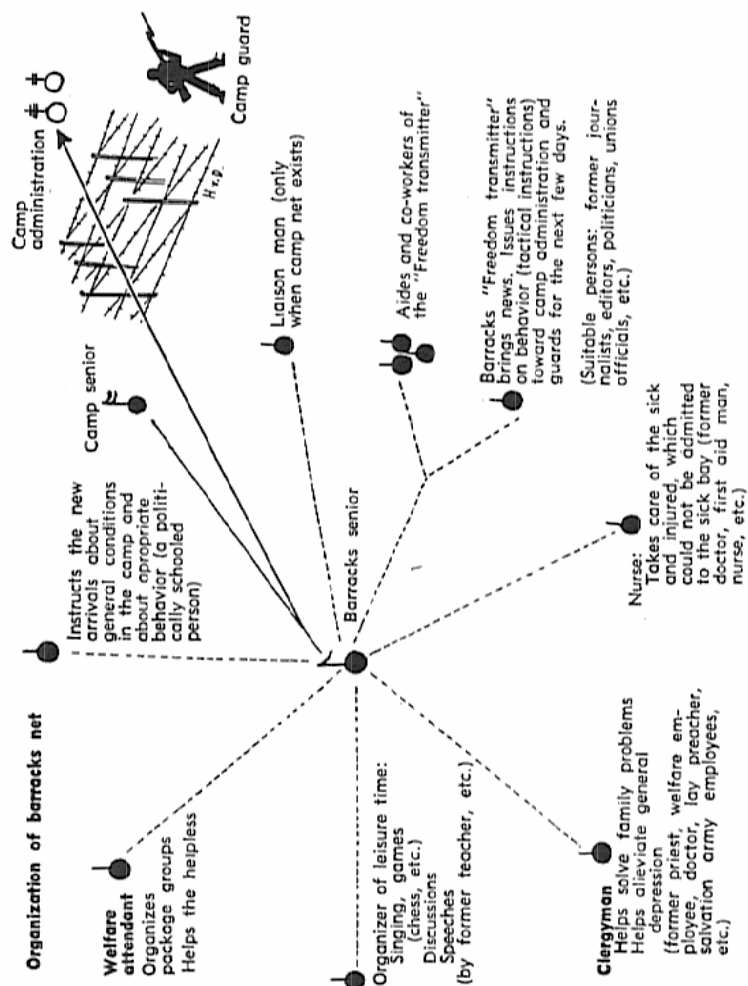 Organization of barracks net
Welfare
attendant
Organizes
package groups
Helps the helpless
Instructs the new
arrivals about
general conditions
in the camp and
about apropriate
behavior (a politi-
cally schooled
person)
Camp senior
Camp
administration
H.v.D.
Camp guard
Liaison man (only
when camp net exists)
Barracks senior
Aides and co-workers of
the "Freedom transmitter"
Barracks "Freedom transmitter"
brings news. Issues instructions
on behavior (tactical instructions)
toward camp administration and
guards for the next few days.
(Suitable persons: former jour-
nalists, editors, politicians, unions
officials, etc.)
Organizer of leisure time:
Singing, games
(chess, etc.)
Discussions
Speeches
(by former teacher, etc.)
Clergyman
Helps solve family problems
Helps alieviate general
depression
(former priest, welfare em-
ployee, doctor, lay preacher,
salvation army employees,
etc.)
Nurse:
Takes care of the sick
and injured, which
could not be admitted
to the sick bay (former
doctor, first aid man,
nurse, etc.)